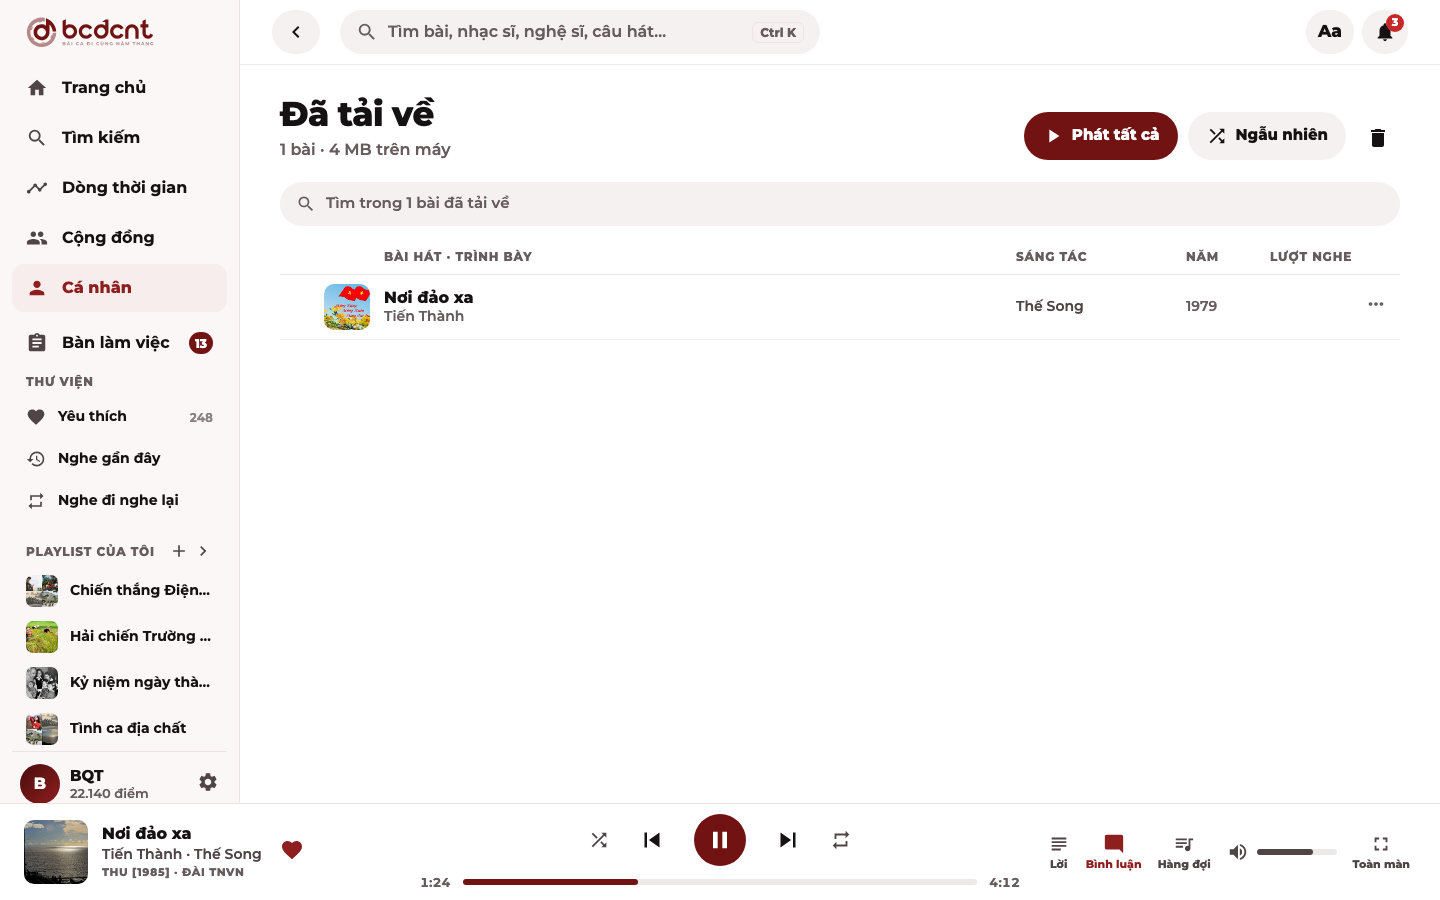 bcdcnt
BÀI CA ĐI CÙNG NĂM THÁNG
Trang chủ
Tìm kiếm
Dòng thời gian
Cộng đồng
Cá nhân
Bàn làm việc 13
THƯ VIỆN
Yêu thích 248
Nghe gần đây
Nghe đi nghe lại
PLAYLIST CỦA TÔI
Chiến thắng Điện...
Hải chiến Trường ...
Kỷ niệm ngày thà...
Tình ca địa chất
B
BQT
22.140 điểm
Tìm bài, nhạc sĩ, nghệ sĩ, câu hát... Ctrl K
Aa
3
Đã tải về
1 bài · 4 MB trên máy
Phát tất cả
Ngẫu nhiên
Tìm trong 1 bài đã tải về
BÀI HÁT · TRÌNH BÀY SÁNG TÁC NĂM LƯỢT NGHE
Nơi đảo xa
Tiến Thành
Thế Song
1979
Nơi đảo xa
Tiến Thành · Thế Song
THU [1985] · ĐÀI TNVN
1:24
4:12
Lời
Bình luận
Hàng đợi
Toàn màn